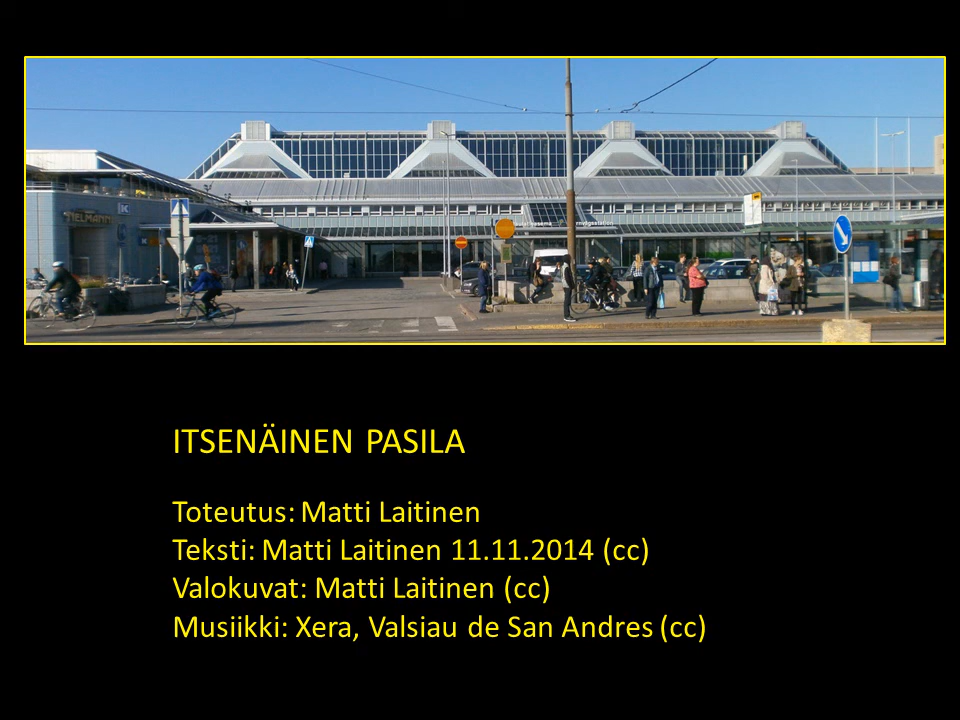 TIELMANN
ITSENÄINEN PASILA
Toteutus: Matti Laitinen
Teksti: Matti Laitinen 11.11.2014 (cc)
Valokuvat: Matti Laitinen (cc)
Musiikki: Xera, Valsiau de San Andres (cc)